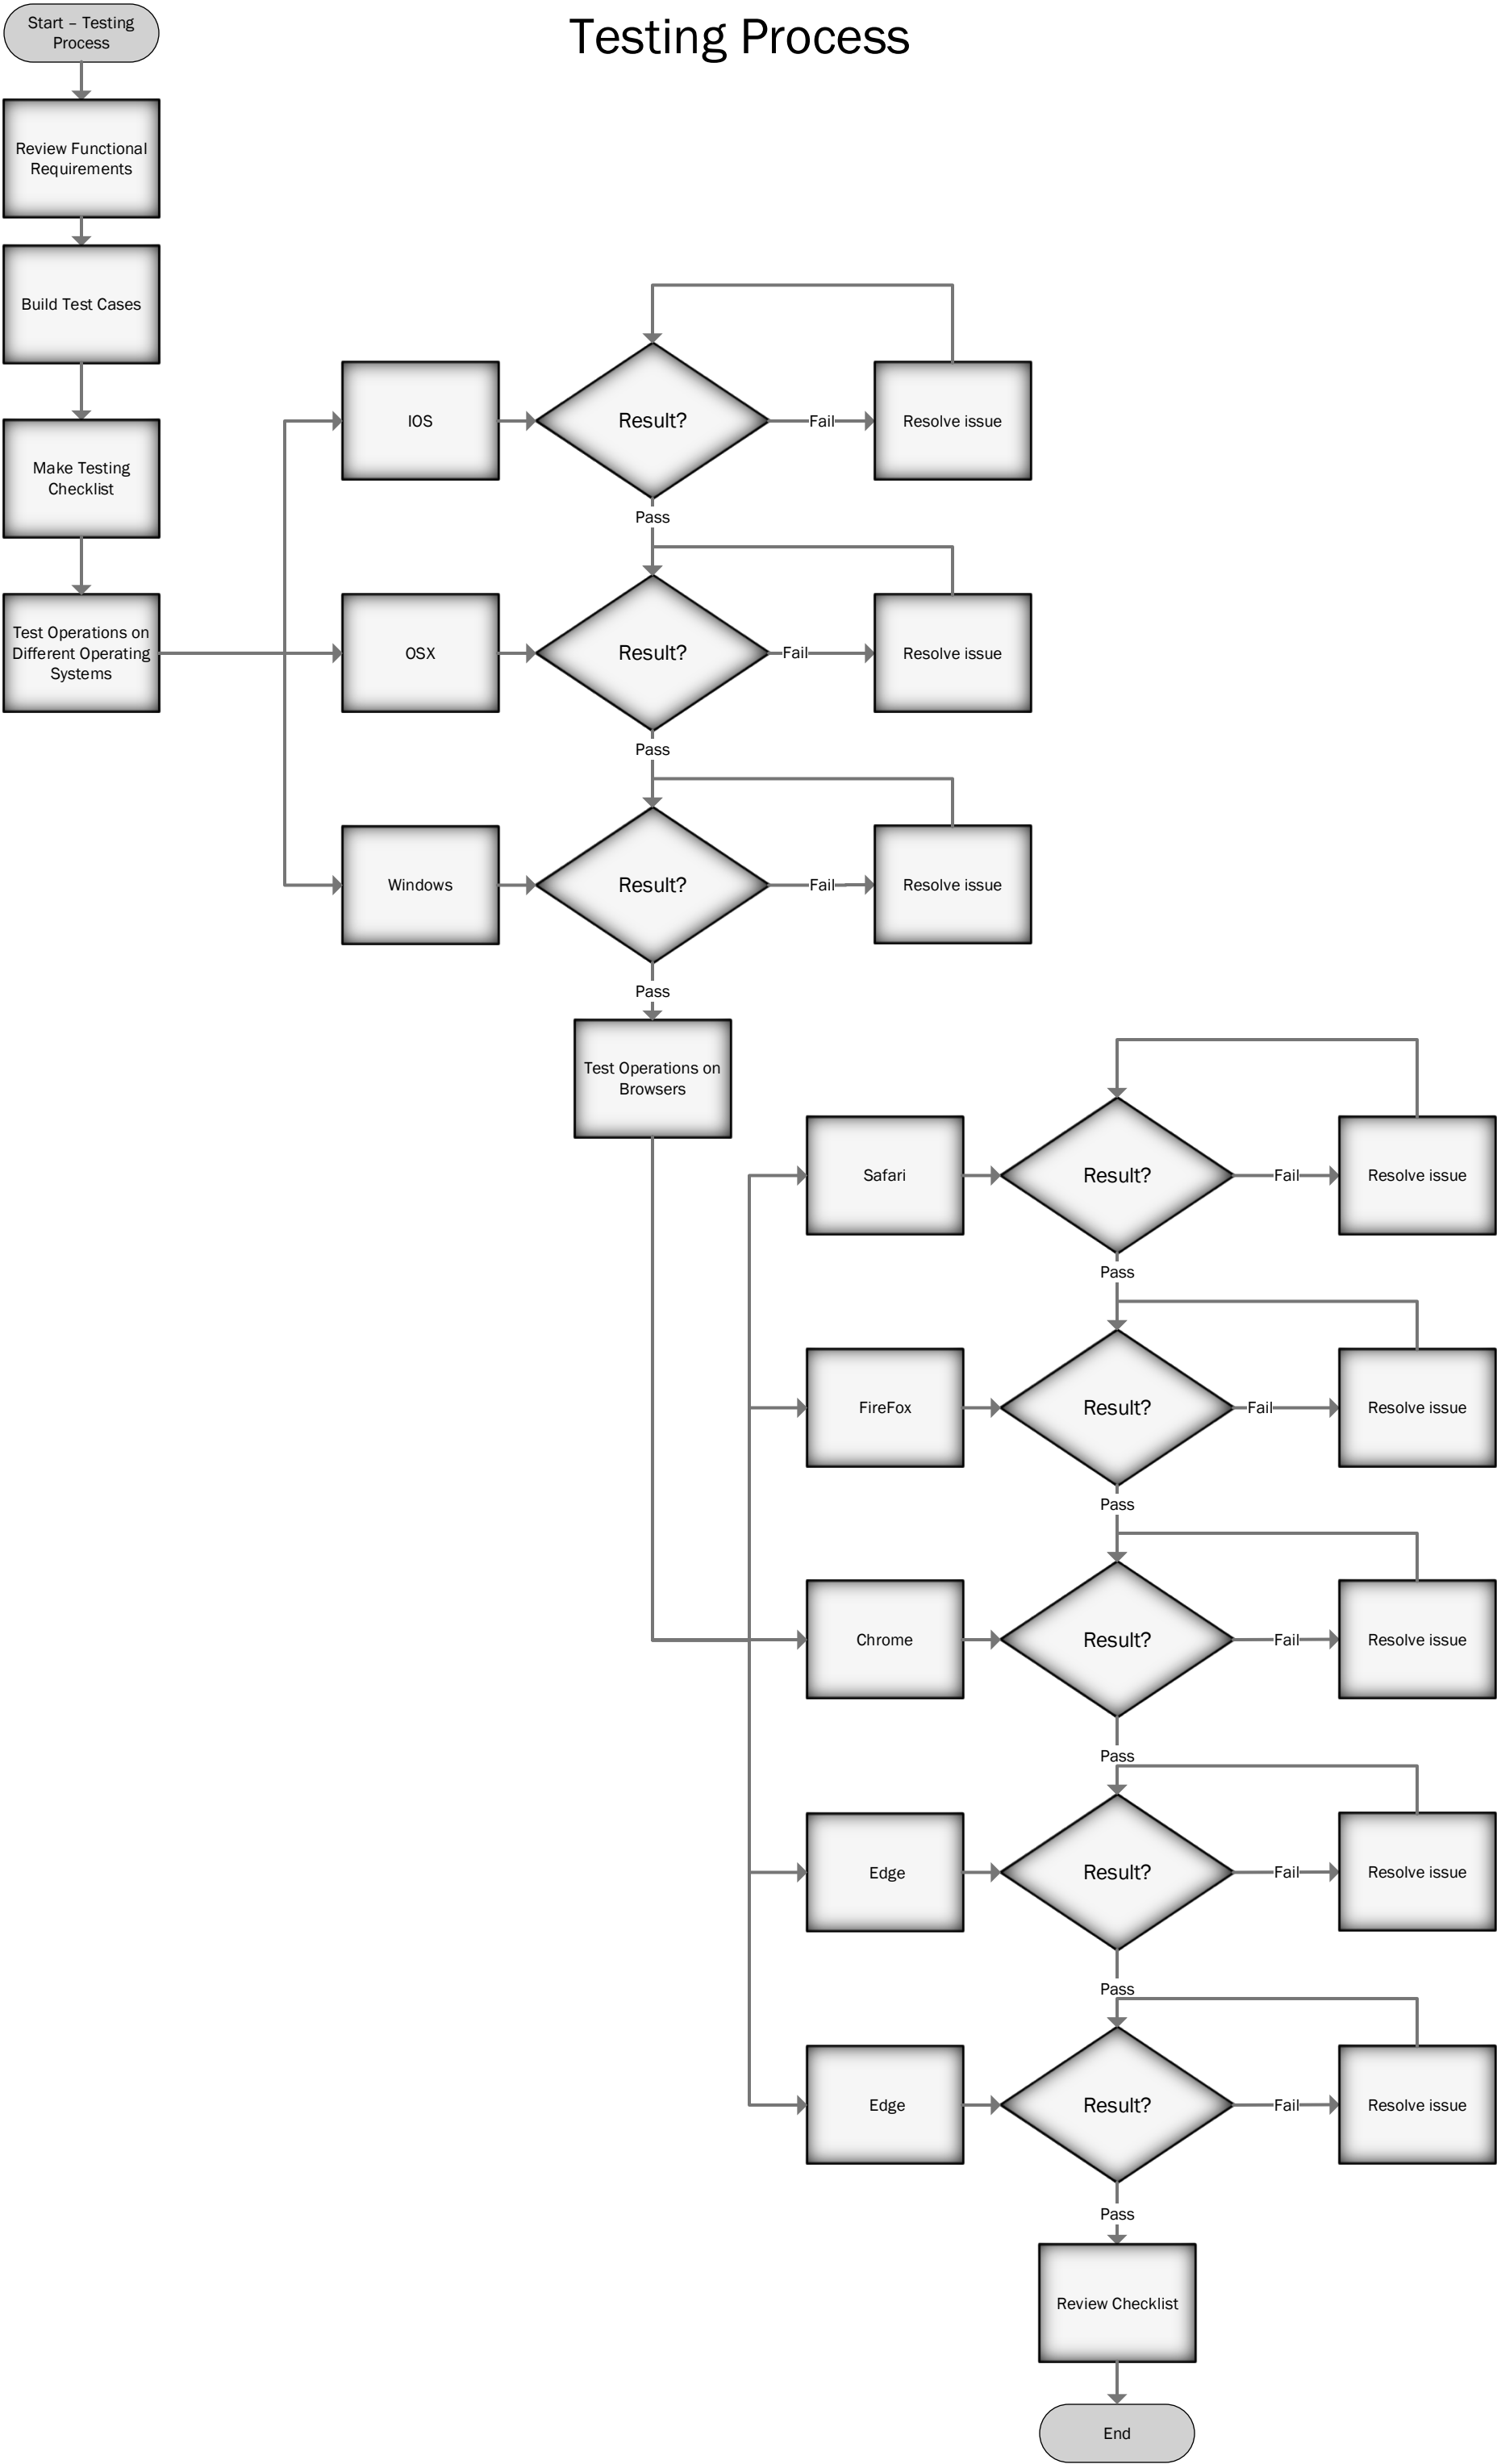 Start – Testing
Process
Testing Process
Review Functional
Requirements
Build Test Cases
Make Testing
Checklist
Test Operations on
Different Operating
Systems
IOS
Result?
Fail
Resolve issue
Pass
OSX
Result?
Fail
Resolve issue
Pass
Windows
Result?
Fail
Resolve issue
Pass
Test Operations on
Browsers
Safari
Result?
Fail
Resolve issue
Pass
FireFox
Result?
Fail
Resolve issue
Pass
Chrome
Result?
Fail
Resolve issue
Pass
Edge
Result?
Fail
Resolve issue
Pass
Edge
Result?
Fail
Resolve issue
Pass
Review Checklist
End